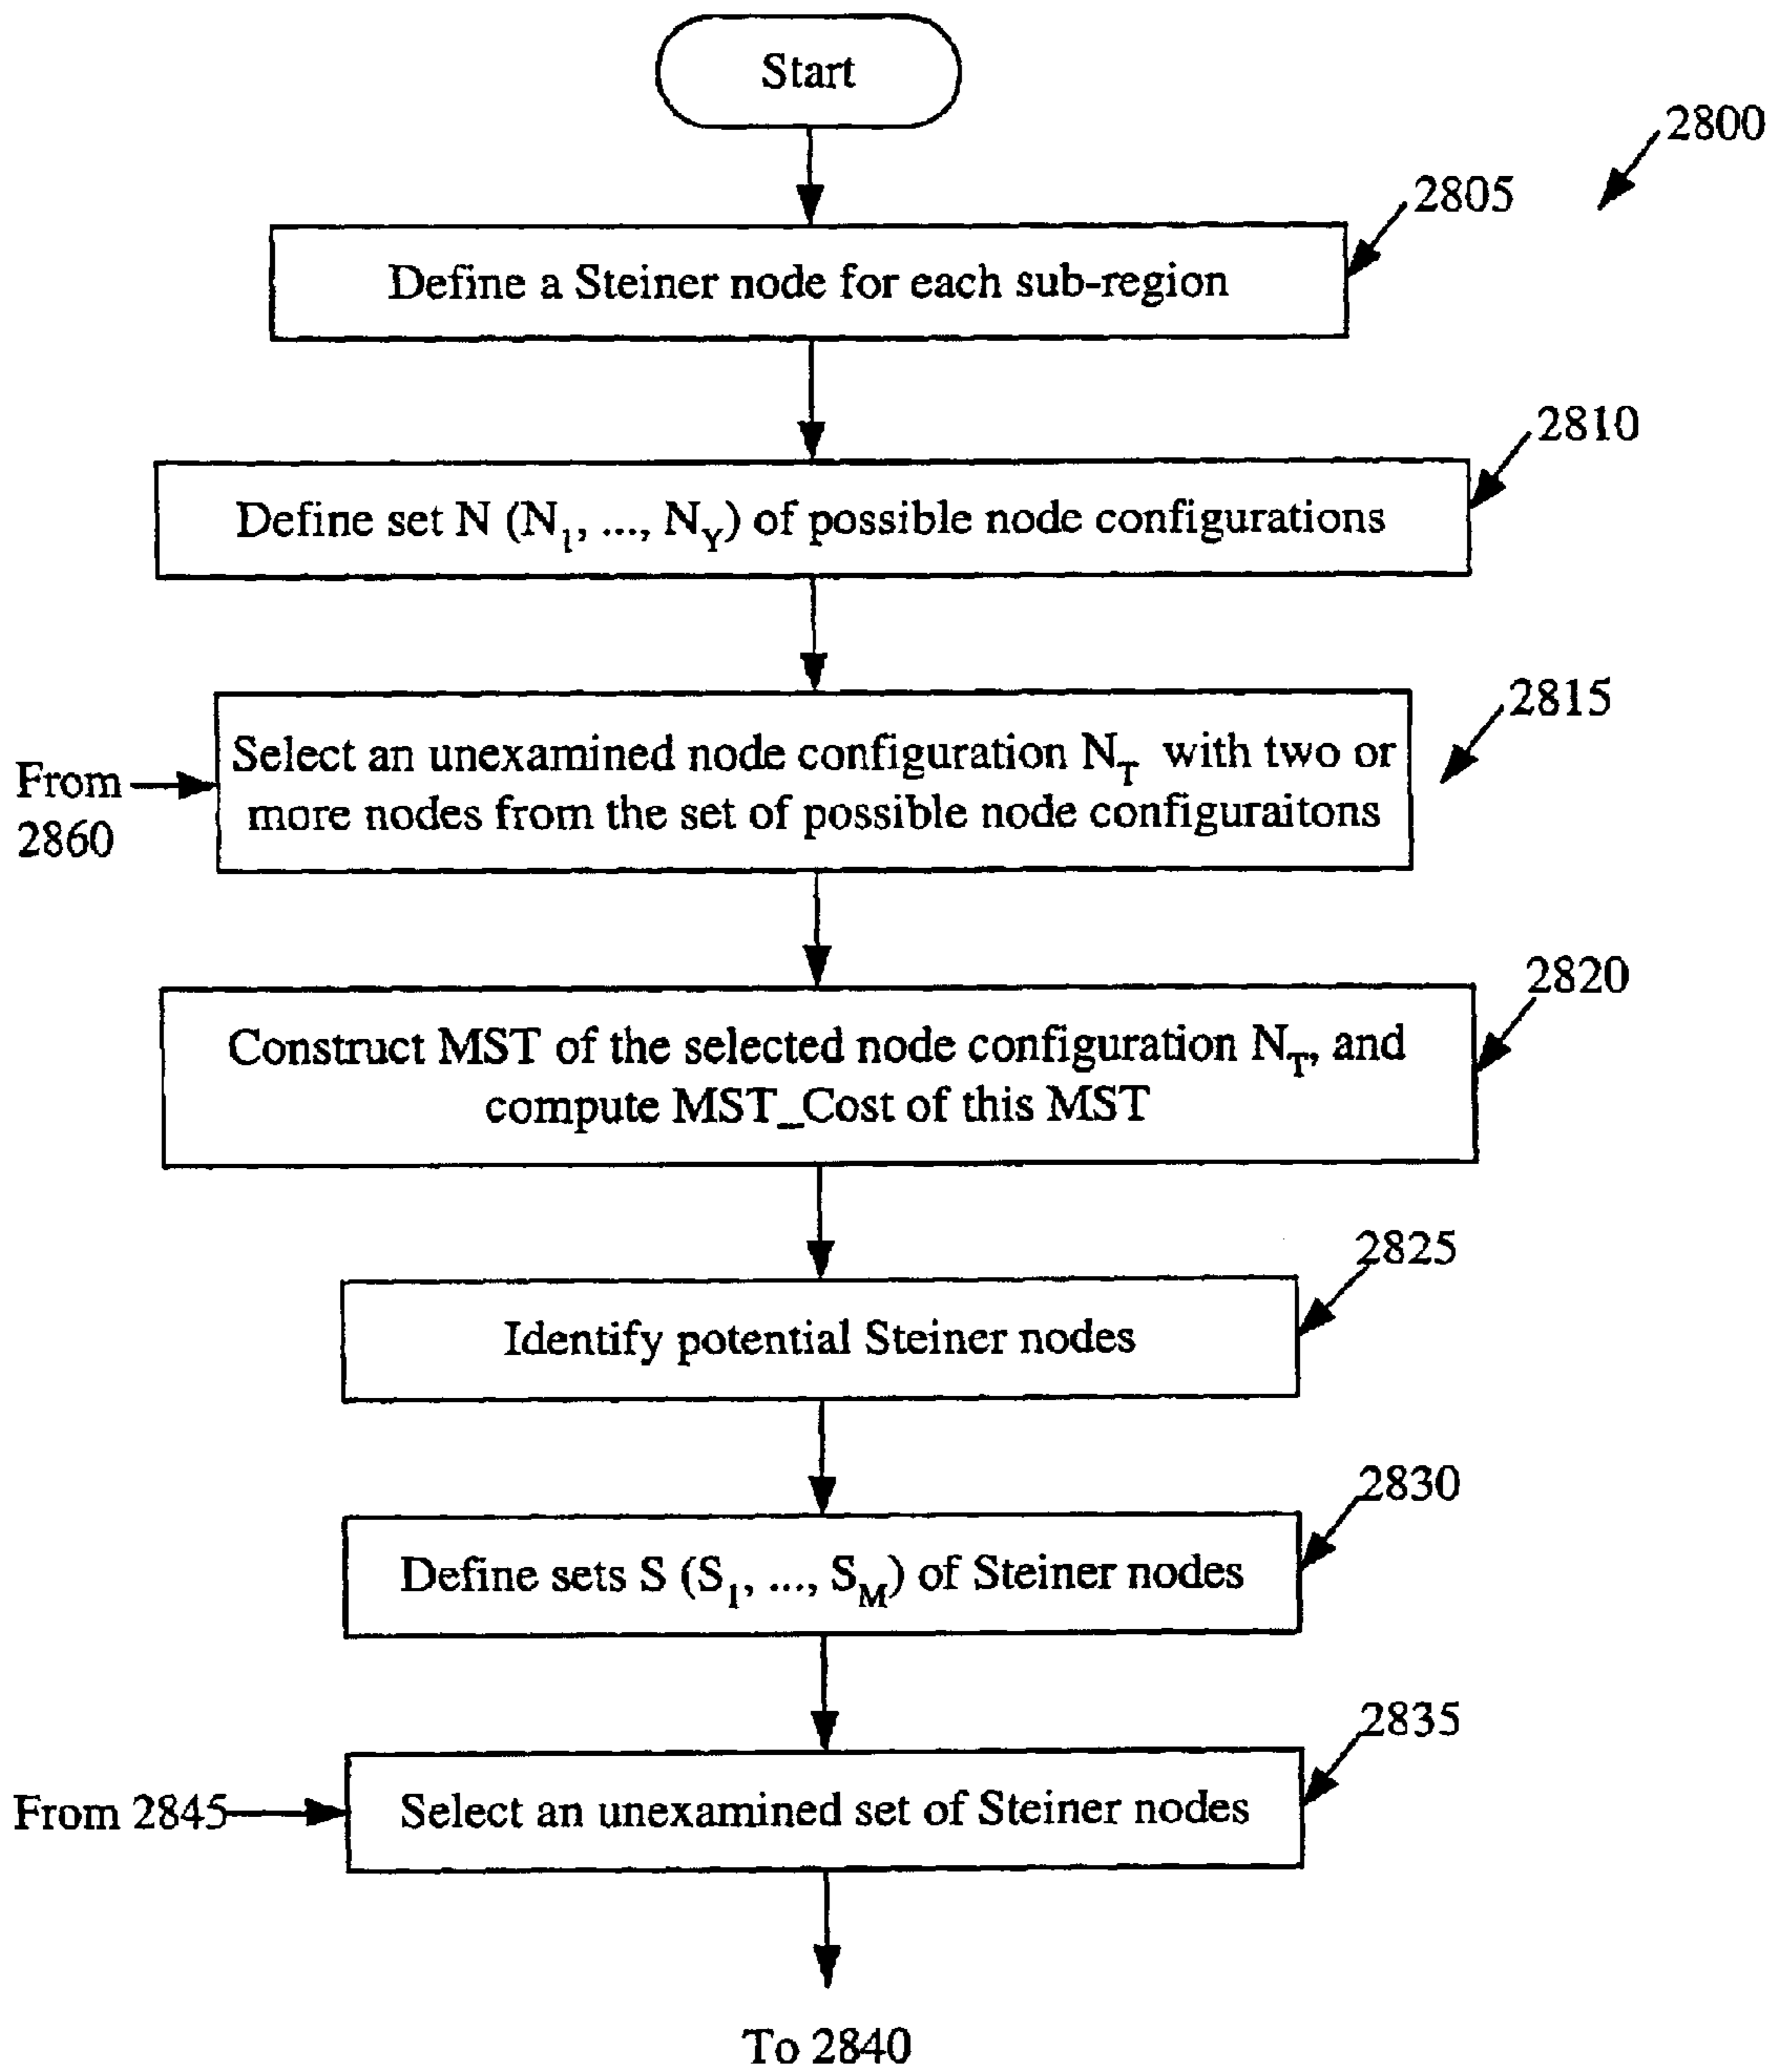 Start
2800
2805
Define a Steiner node for each sub-region
2810
Define set N (N1, ..., NY) of possible node configurations
2815
Select an unexamined node configuration NT with two or
more nodes from the set of possible node configuraitons
From
2860
2820
Construct MST of the selected node configuration NT, and
compute MST_Cost of this MST
2825
Identify potential Steiner nodes
2830
Define sets S (S1, ..., SM) of Steiner nodes
2835
From 2845
Select an unexamined set of Steiner nodes
To 2840